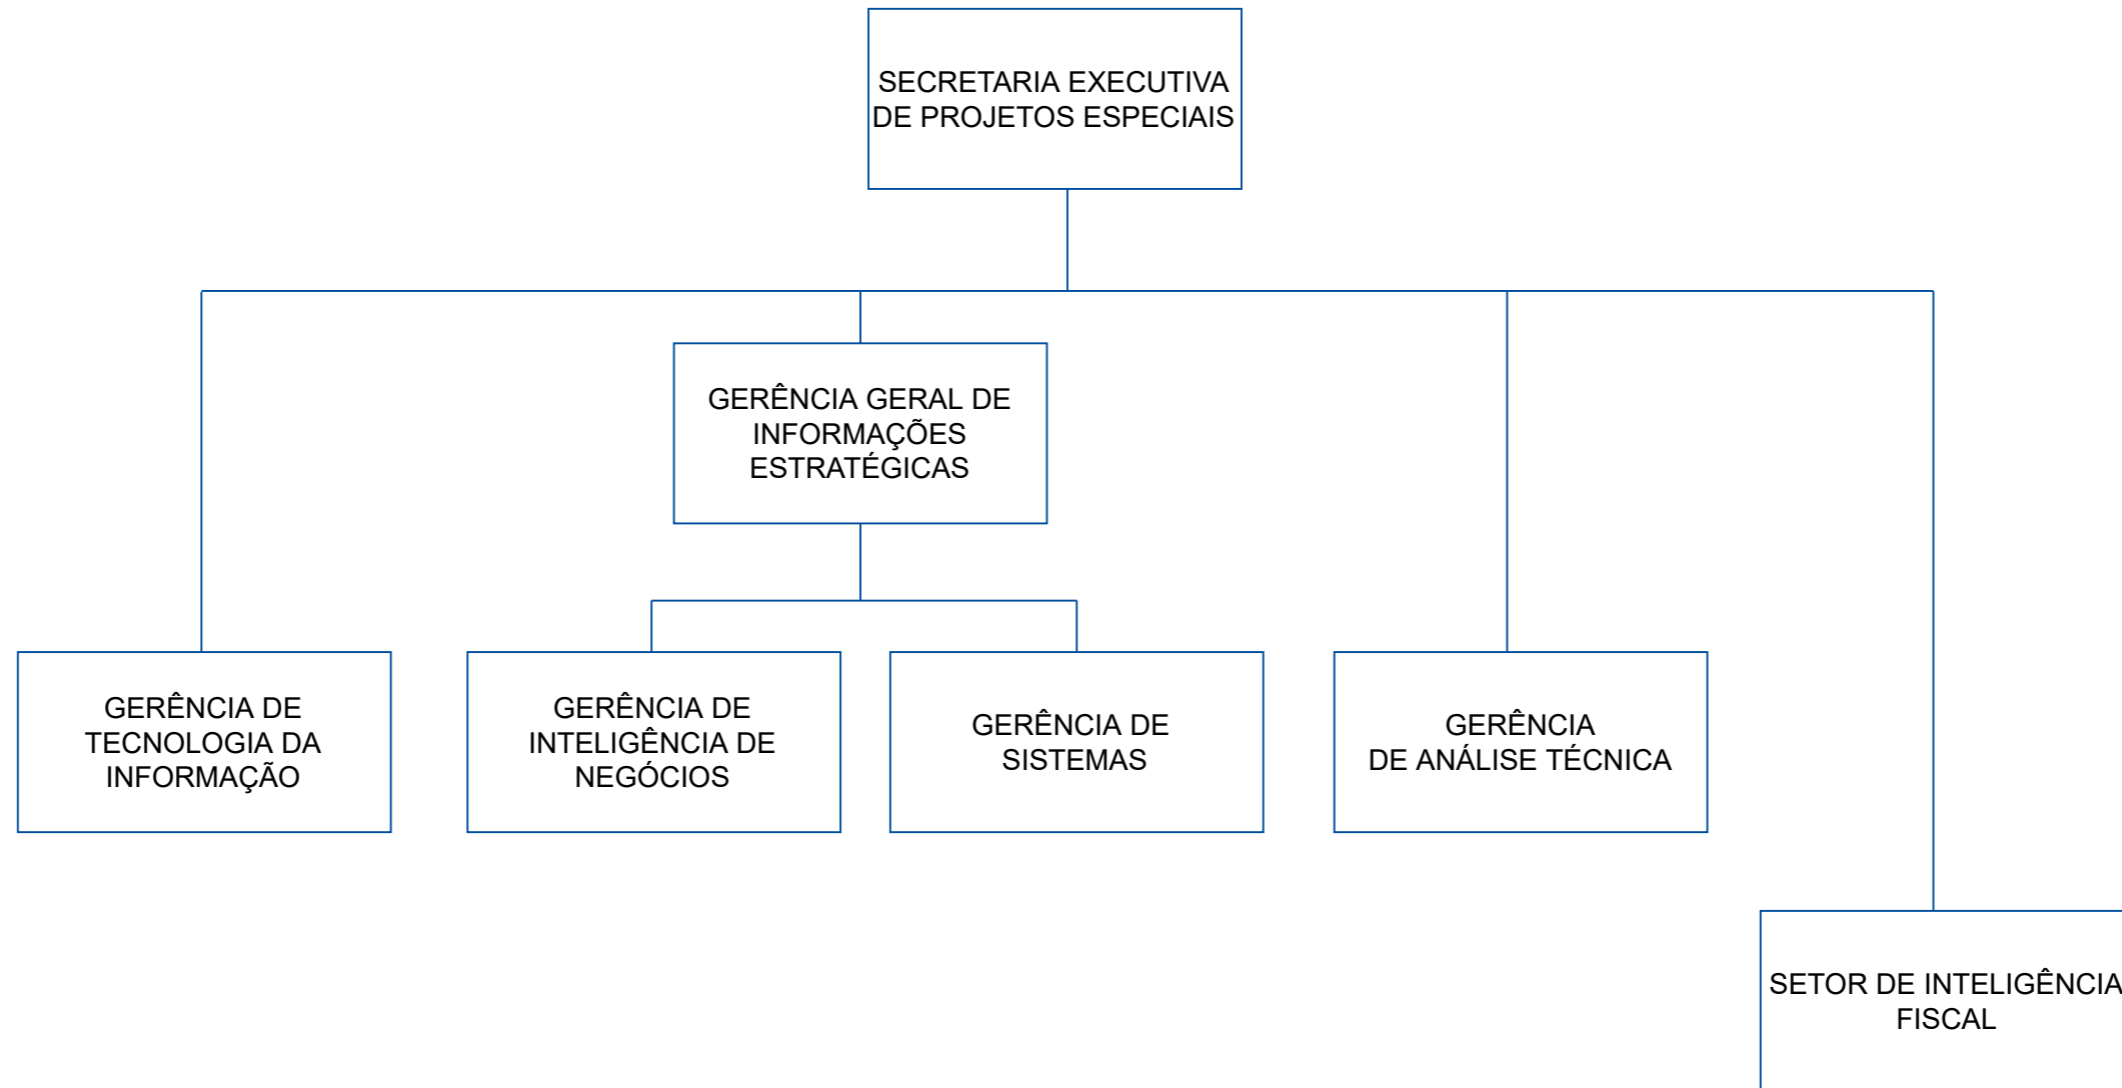 SECRETARIA EXECUTIVA
DE PROJETOS ESPECIAIS
GERÊNCIA GERAL DE
INFORMAÇÕES
ESTRATÉGICAS
GERÊNCIA DE
TECNOLOGIA DA
INFORMAÇÃO
GERÊNCIA DE
INTELIGÊNCIA DE
NEGÓCIOS
GERÊNCIA DE
SISTEMAS
GERÊNCIA
DE ANÁLISE TÉCNICA
SETOR DE INTELIGÊNCIA
FISCAL